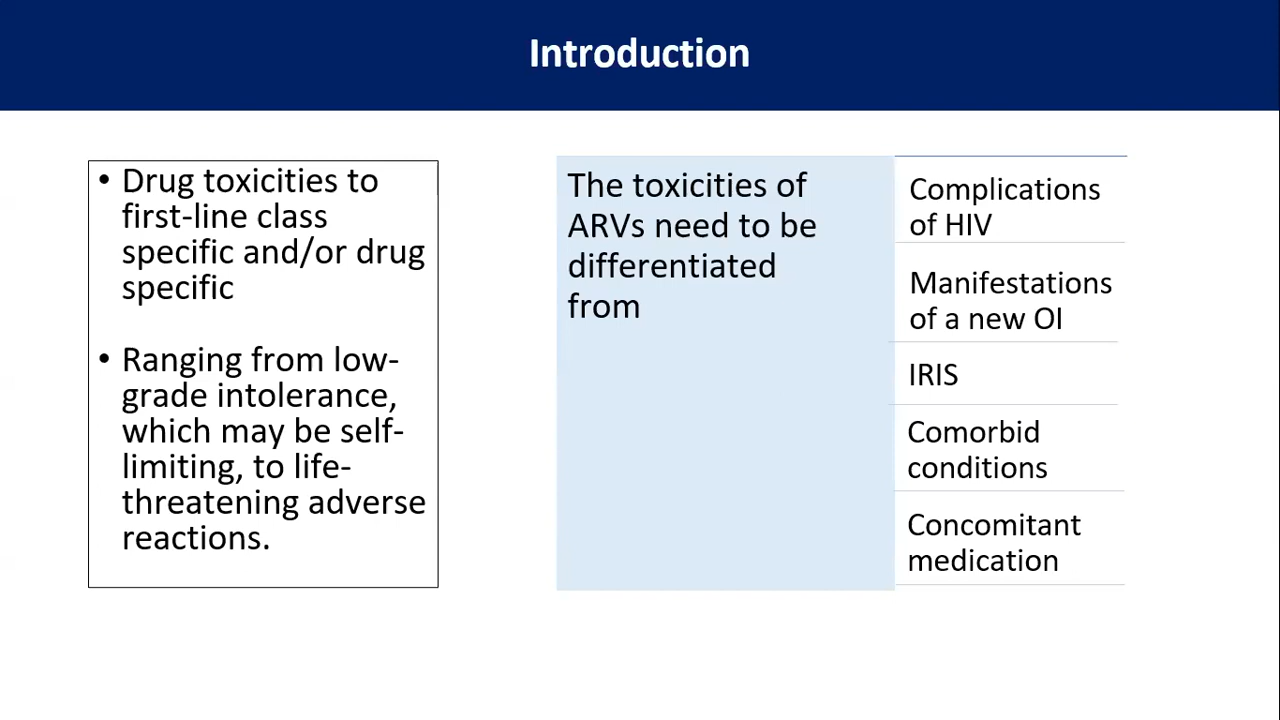 Introduction
• Drug toxicities to
first-line class
specific and/or drug
specific
• Ranging from low-
grade intolerance,
which may be self-
limiting, to life-
threatening adverse
reactions.
The toxicities of
ARVs need to be
differentiated
from
Complications
of HIV
Manifestations
of a new OI
IRIS
Comorbid
conditions
Concomitant
medication